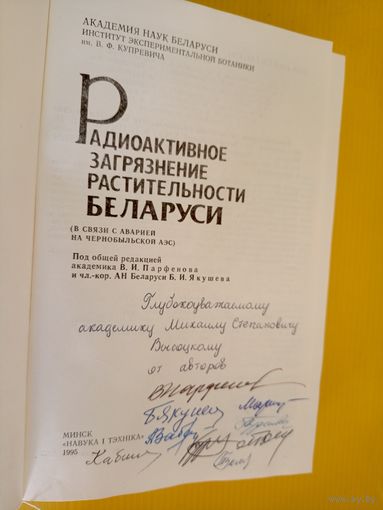 АКАДЕМИЯ НАУК БЕЛАРУСИ
ИНСТИТУТ ЭКСПЕРИМЕНТАЛЬНОЙ БОТАНИКИ
им. В. Ф. КУПРЕВИЧА
РАДИОАКТИВНОЕ
ЗАГРЯЗНЕНИЕ
РАСТИТЕЛЬНОСТИ
БЕЛАРУСИ
(В СВЯЗИ С АВАРИЕЙ
НА ЧЕРНОБЫЛЬСКОЙ АЭС)
Под общей редакцией
академика В. И. Парфенова
и чл.-кор. АН Беларуси Б. И. Якушева
Глубокоуважаемому
академику Михаилу Степановичу
Высоцкому
от авторов
МИНСК
«НАВУКА І ТЭХНІКА»
1995